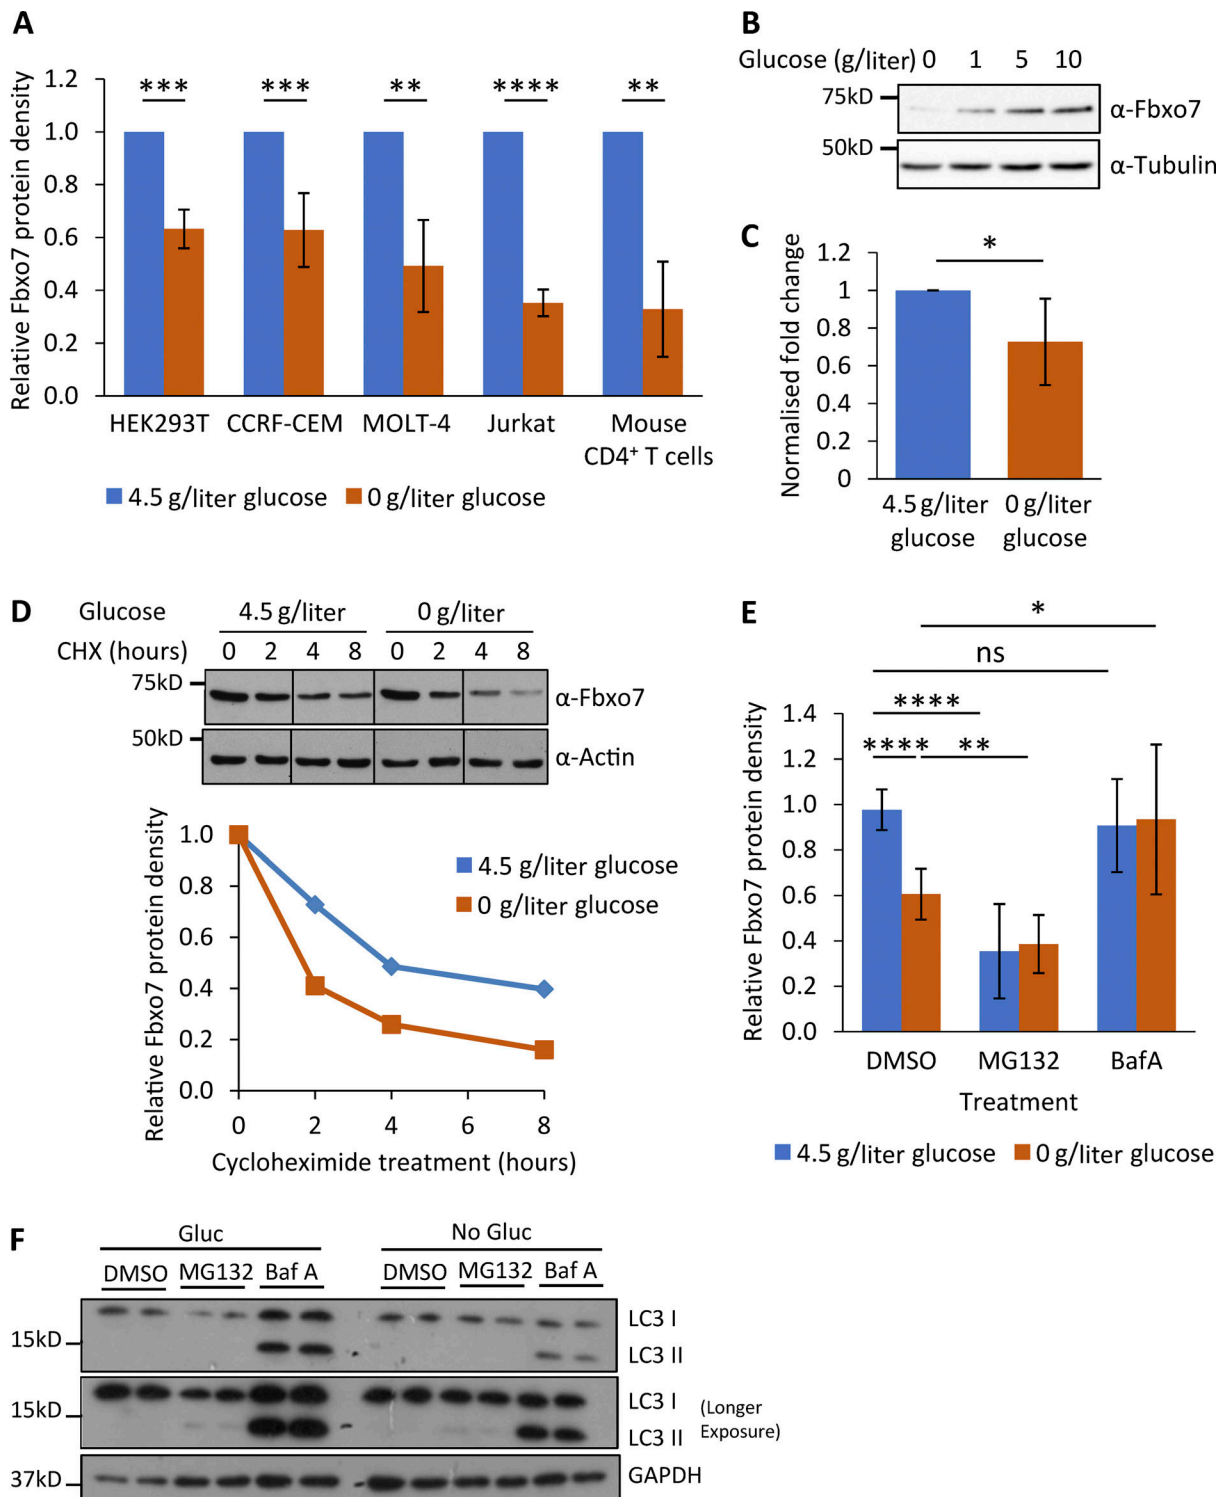 A
Relative Fbxo7 protein density
1.2
1.0
0.8
0.6
0.4
0.2
0.0
*** *** ** **** **
HEK293T CCRF-CEM MOLT-4 Jurkat Mouse
CD4⁺ T cells
4.5 g/liter glucose 0 g/liter glucose
B
Glucose (g/liter) 0 1 5 10
75kD
α-Fbxo7
50kD
α-Tubulin
C
Normalised fold change
*
1.2
1
0.8
0.6
0.4
0.2
0
4.5 g/liter 0 g/liter
glucose glucose
D
Glucose 4.5 g/liter 0 g/liter
CHX (hours) 0 2 4 8 0 2 4 8
75kD
α-Fbxo7
50kD
α-Actin
Relative Fbxo7 protein density
1.0
0.8
0.6
0.4
0.2
0.0
4.5 g/liter glucose
0 g/liter glucose
0 2 4 6 8
Cycloheximide treatment (hours)
E
*
ns
****
**** **
Relative Fbxo7 protein density
1.4
1.2
1.0
0.8
0.6
0.4
0.2
0.0
DMSO MG132 BafA
Treatment
4.5 g/liter glucose 0 g/liter glucose
F
Gluc No Gluc
DMSO MG132 Baf A DMSO MG132 Baf A
LC3 I
15kD
LC3 II
LC3 I
15kD
(Longer
Exposure)
LC3 II
37kD
GAPDH